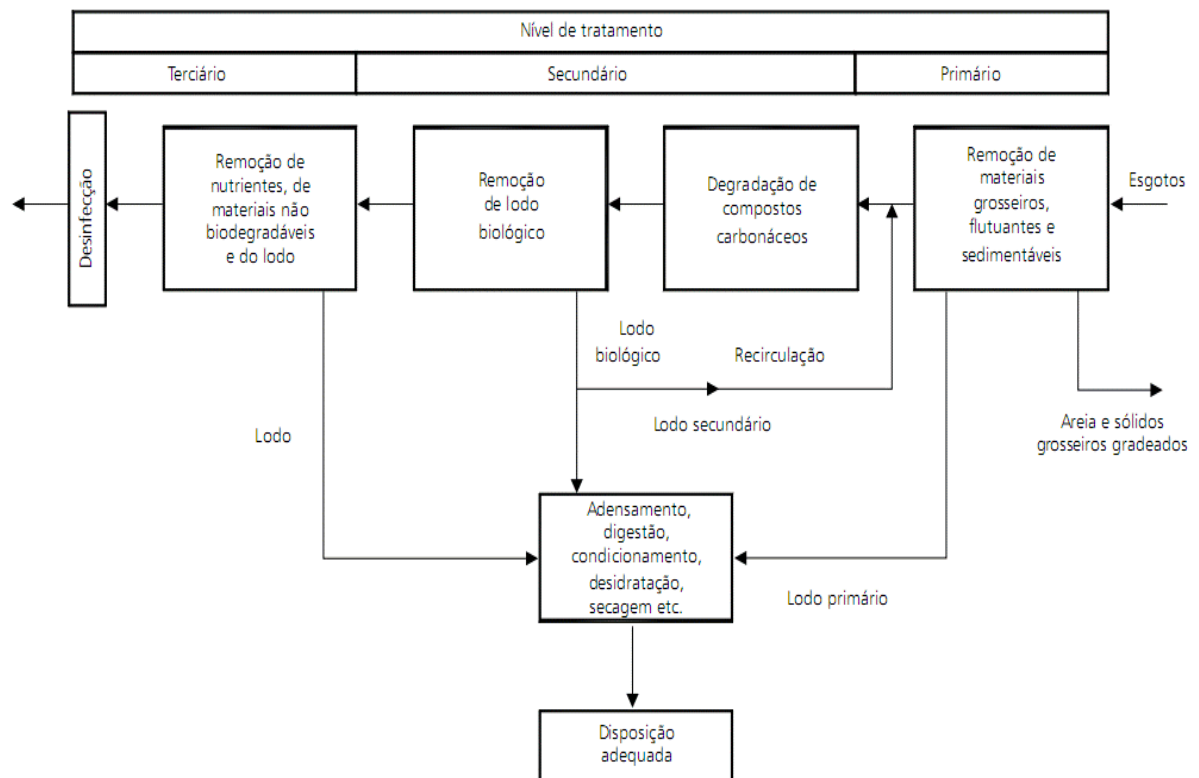 Nível de tratamento
Terciário
Secundário
Primário
Desinfecção
Remoção de
nutrientes, de
materiais não
biodegradáveis
e do lodo
Remoção
de lodo
biológico
Degradação de
compostos
carbonáceos
Remoção de
materiais
grosseiros,
flutuantes e
sedimentáveis
Esgotos
Lodo
biológico
Recirculação
Lodo secundário
Lodo
Areia e sólidos
grosseiros gradeados
Adensamento,
digestão,
condicionamento,
desidratação,
secagem etc.
Lodo primário
Disposição
adequada